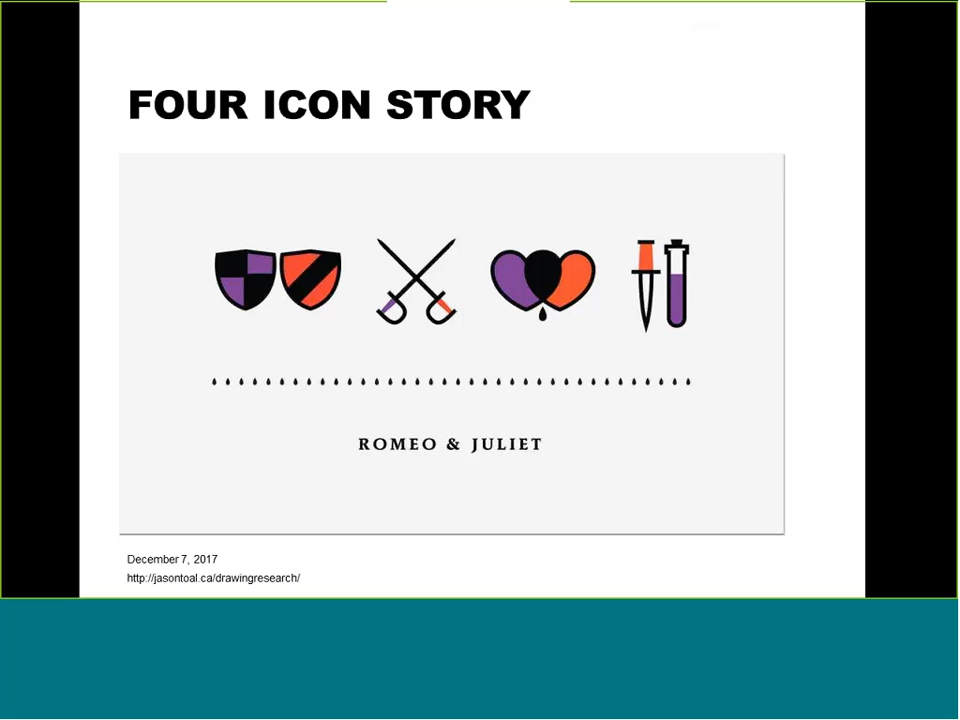 FOUR ICON STORY
ROMEO & JULIET
December 7, 2017
http://jasontoal.ca/drawingresearch/